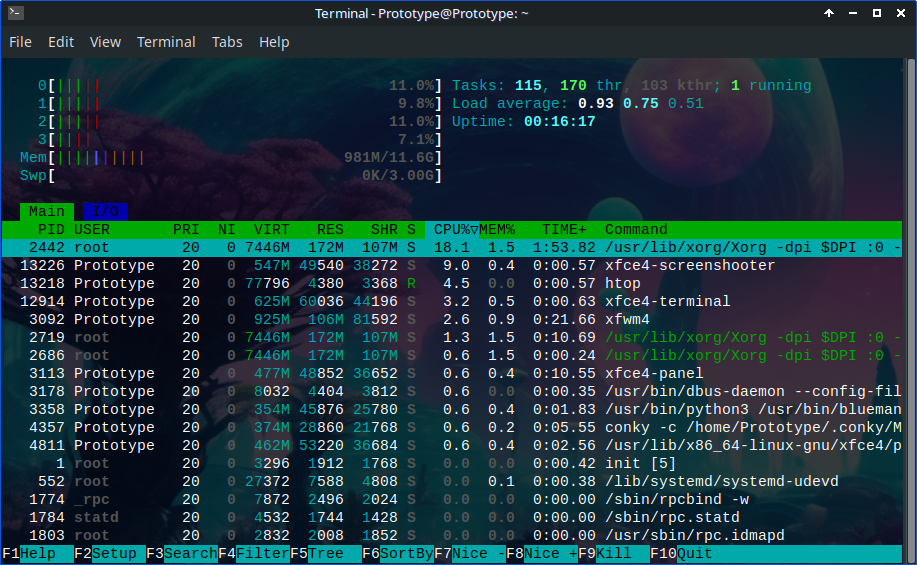 Terminal - Prototype@Prototype: ~
File Edit View Terminal Tabs Help
0[||||| 11.0%] Tasks: 115, 170 thr, 103 kthr; 1 running
1[||||| 9.8%] Load average: 0.93 0.75 0.51
2[||||| 11.0%] Uptime: 00:16:17
3[|||| 7.1%]
Mem[|||||||||| 981M/11.6G]
Swp[ 0K/3.00G]
Main I/O
PID USER PRI NI VIRT RES SHR S CPU%▽MEM% TIME+ Command
2442 root 20 0 7446M 172M 107M S 18.1 1.5 1:53.82 /usr/lib/xorg/Xorg -dpi $DPI :0 -
13226 Prototype 20 0 547M 49540 38272 S 9.0 0.4 0:00.57 xfce4-screenshooter
13218 Prototype 20 0 77796 4380 3368 R 4.5 0.0 0:00.57 htop
12914 Prototype 20 0 625M 60036 44196 S 3.2 0.5 0:00.63 xfce4-terminal
3092 Prototype 20 0 925M 106M 81592 S 2.6 0.9 0:21.66 xfwm4
2719 root 20 0 7446M 172M 107M S 1.3 1.5 0:10.69 /usr/lib/xorg/Xorg -dpi $DPI :0 -
2686 root 20 0 7446M 172M 107M S 0.6 1.5 0:00.24 /usr/lib/xorg/Xorg -dpi $DPI :0 -
3113 Prototype 20 0 477M 48852 36652 S 0.6 0.4 0:10.55 xfce4-panel
3178 Prototype 20 0 8032 4404 3812 S 0.6 0.0 0:00.35 /usr/bin/dbus-daemon --config-fil
3358 Prototype 20 0 354M 45876 25780 S 0.6 0.4 0:01.83 /usr/bin/python3 /usr/bin/blueman
4357 Prototype 20 0 374M 28860 21768 S 0.6 0.2 0:05.55 conky -c /home/Prototype/.conky/M
4811 Prototype 20 0 462M 53220 36684 S 0.6 0.4 0:02.56 /usr/lib/x86_64-linux-gnu/xfce4/p
1 root 20 0 3296 1912 1768 S 0.0 0.0 0:00.42 init [5]
552 root 20 0 27372 7588 4808 S 0.0 0.1 0:00.38 /lib/systemd/systemd-udevd
1774 _rpc 20 0 7872 2496 2024 S 0.0 0.0 0:00.00 /sbin/rpcbind -w
1784 statd 20 0 4532 1744 1428 S 0.0 0.0 0:00.00 /sbin/rpc.statd
1803 root 20 0 2832 2008 1852 S 0.0 0.0 0:00.00 /usr/sbin/rpc.idmapd
F1Help F2Setup F3SearchF4FilterF5Tree F6SortByF7Nice -F8Nice +F9Kill F10Quit